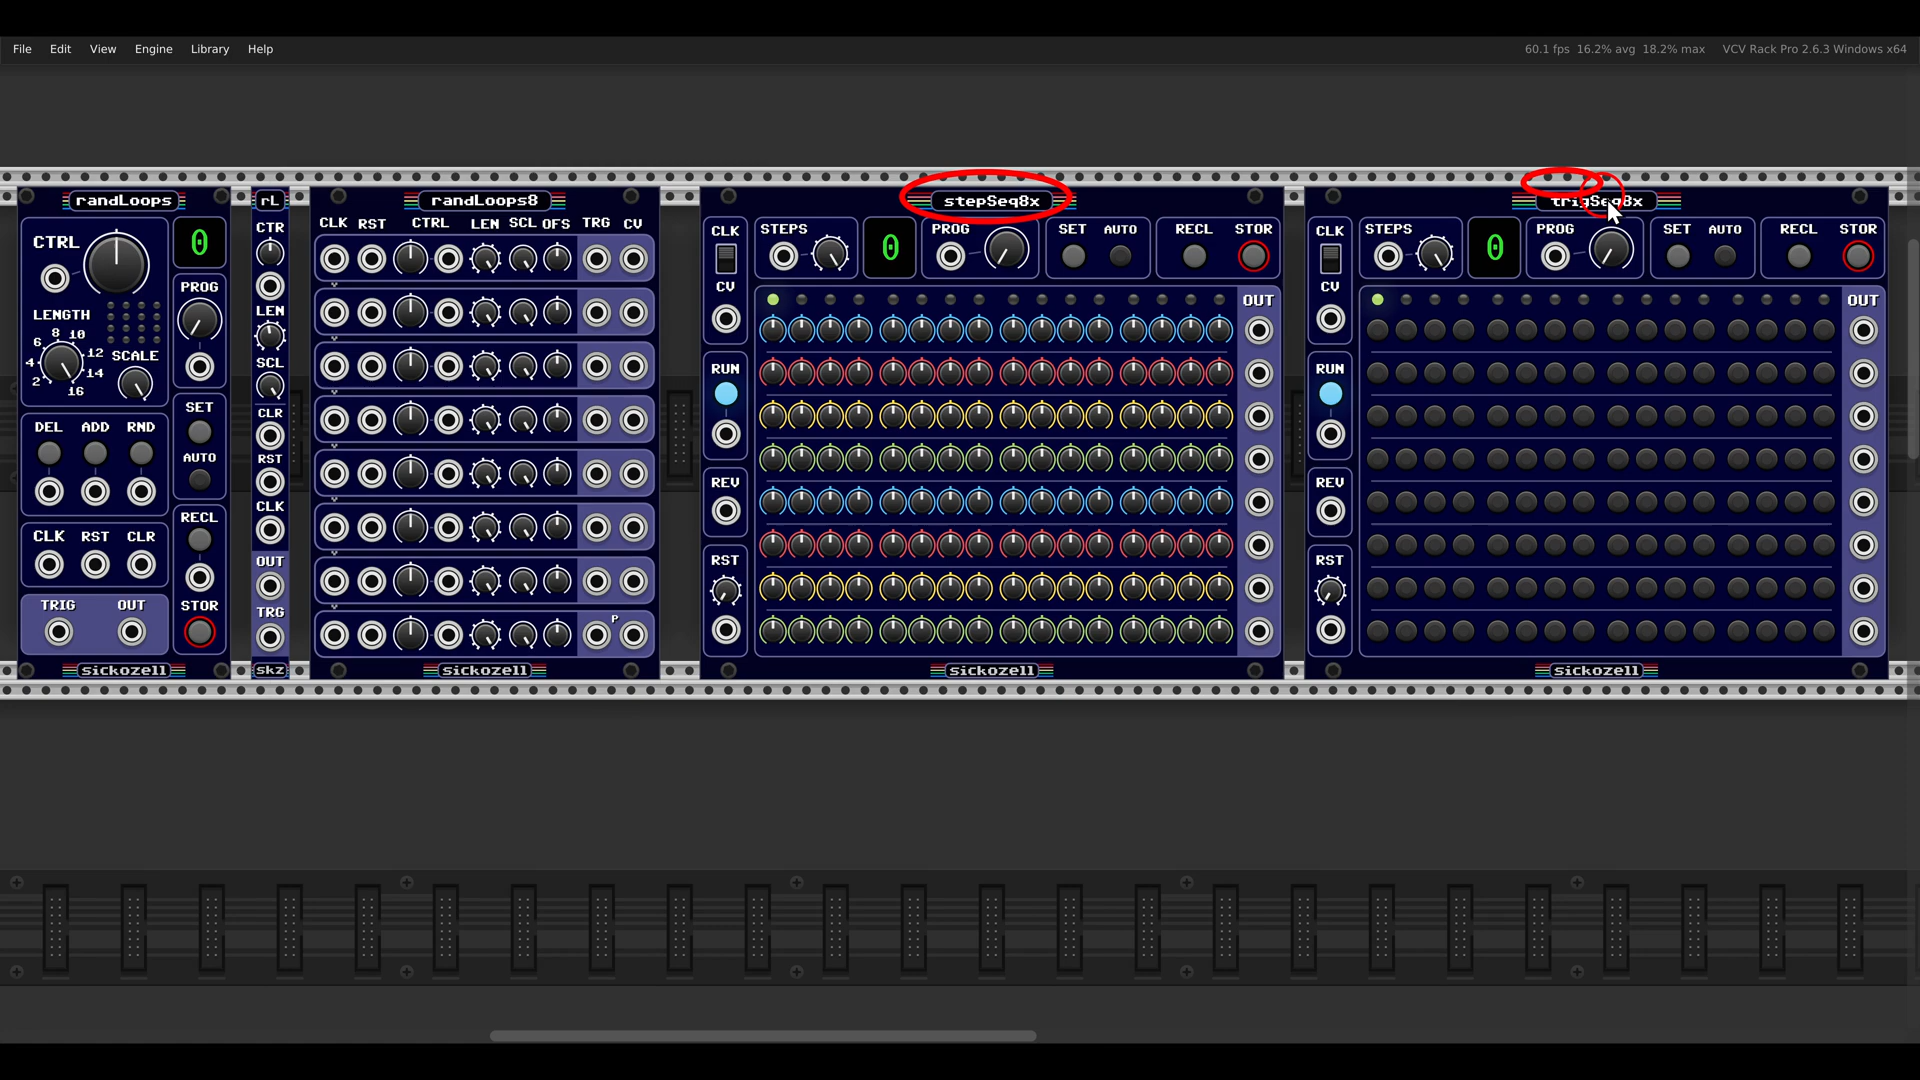 File Edit View Engine Library Help
60.1 fps 16.2% avg 18.2% max VCV Rack Pro 2.6.3 Windows x64
randLoops
CTRL
0
PROG
LENGTH
2 4 6 8 10 12 14 16
SCALE
SET
DEL ADD RND
AUTO
RECL
CLK RST CLR
STOR
TRIG OUT
sickozell
rL
CTR
LEN
SCL
CLR
RST
CLK
OUT
TRG
skz
randLoops8
CLK RST CTRL LEN SCL OFS TRG CV
P
sickozell
stepSeq8x
CLK STEPS 0 PROG SET AUTO RECL STOR
CV
OUT
RUN
REV
RST
sickozell
trigSeq8x
CLK STEPS 0 PROG SET AUTO RECL STOR
CV
OUT
RUN
REV
RST
sickozell